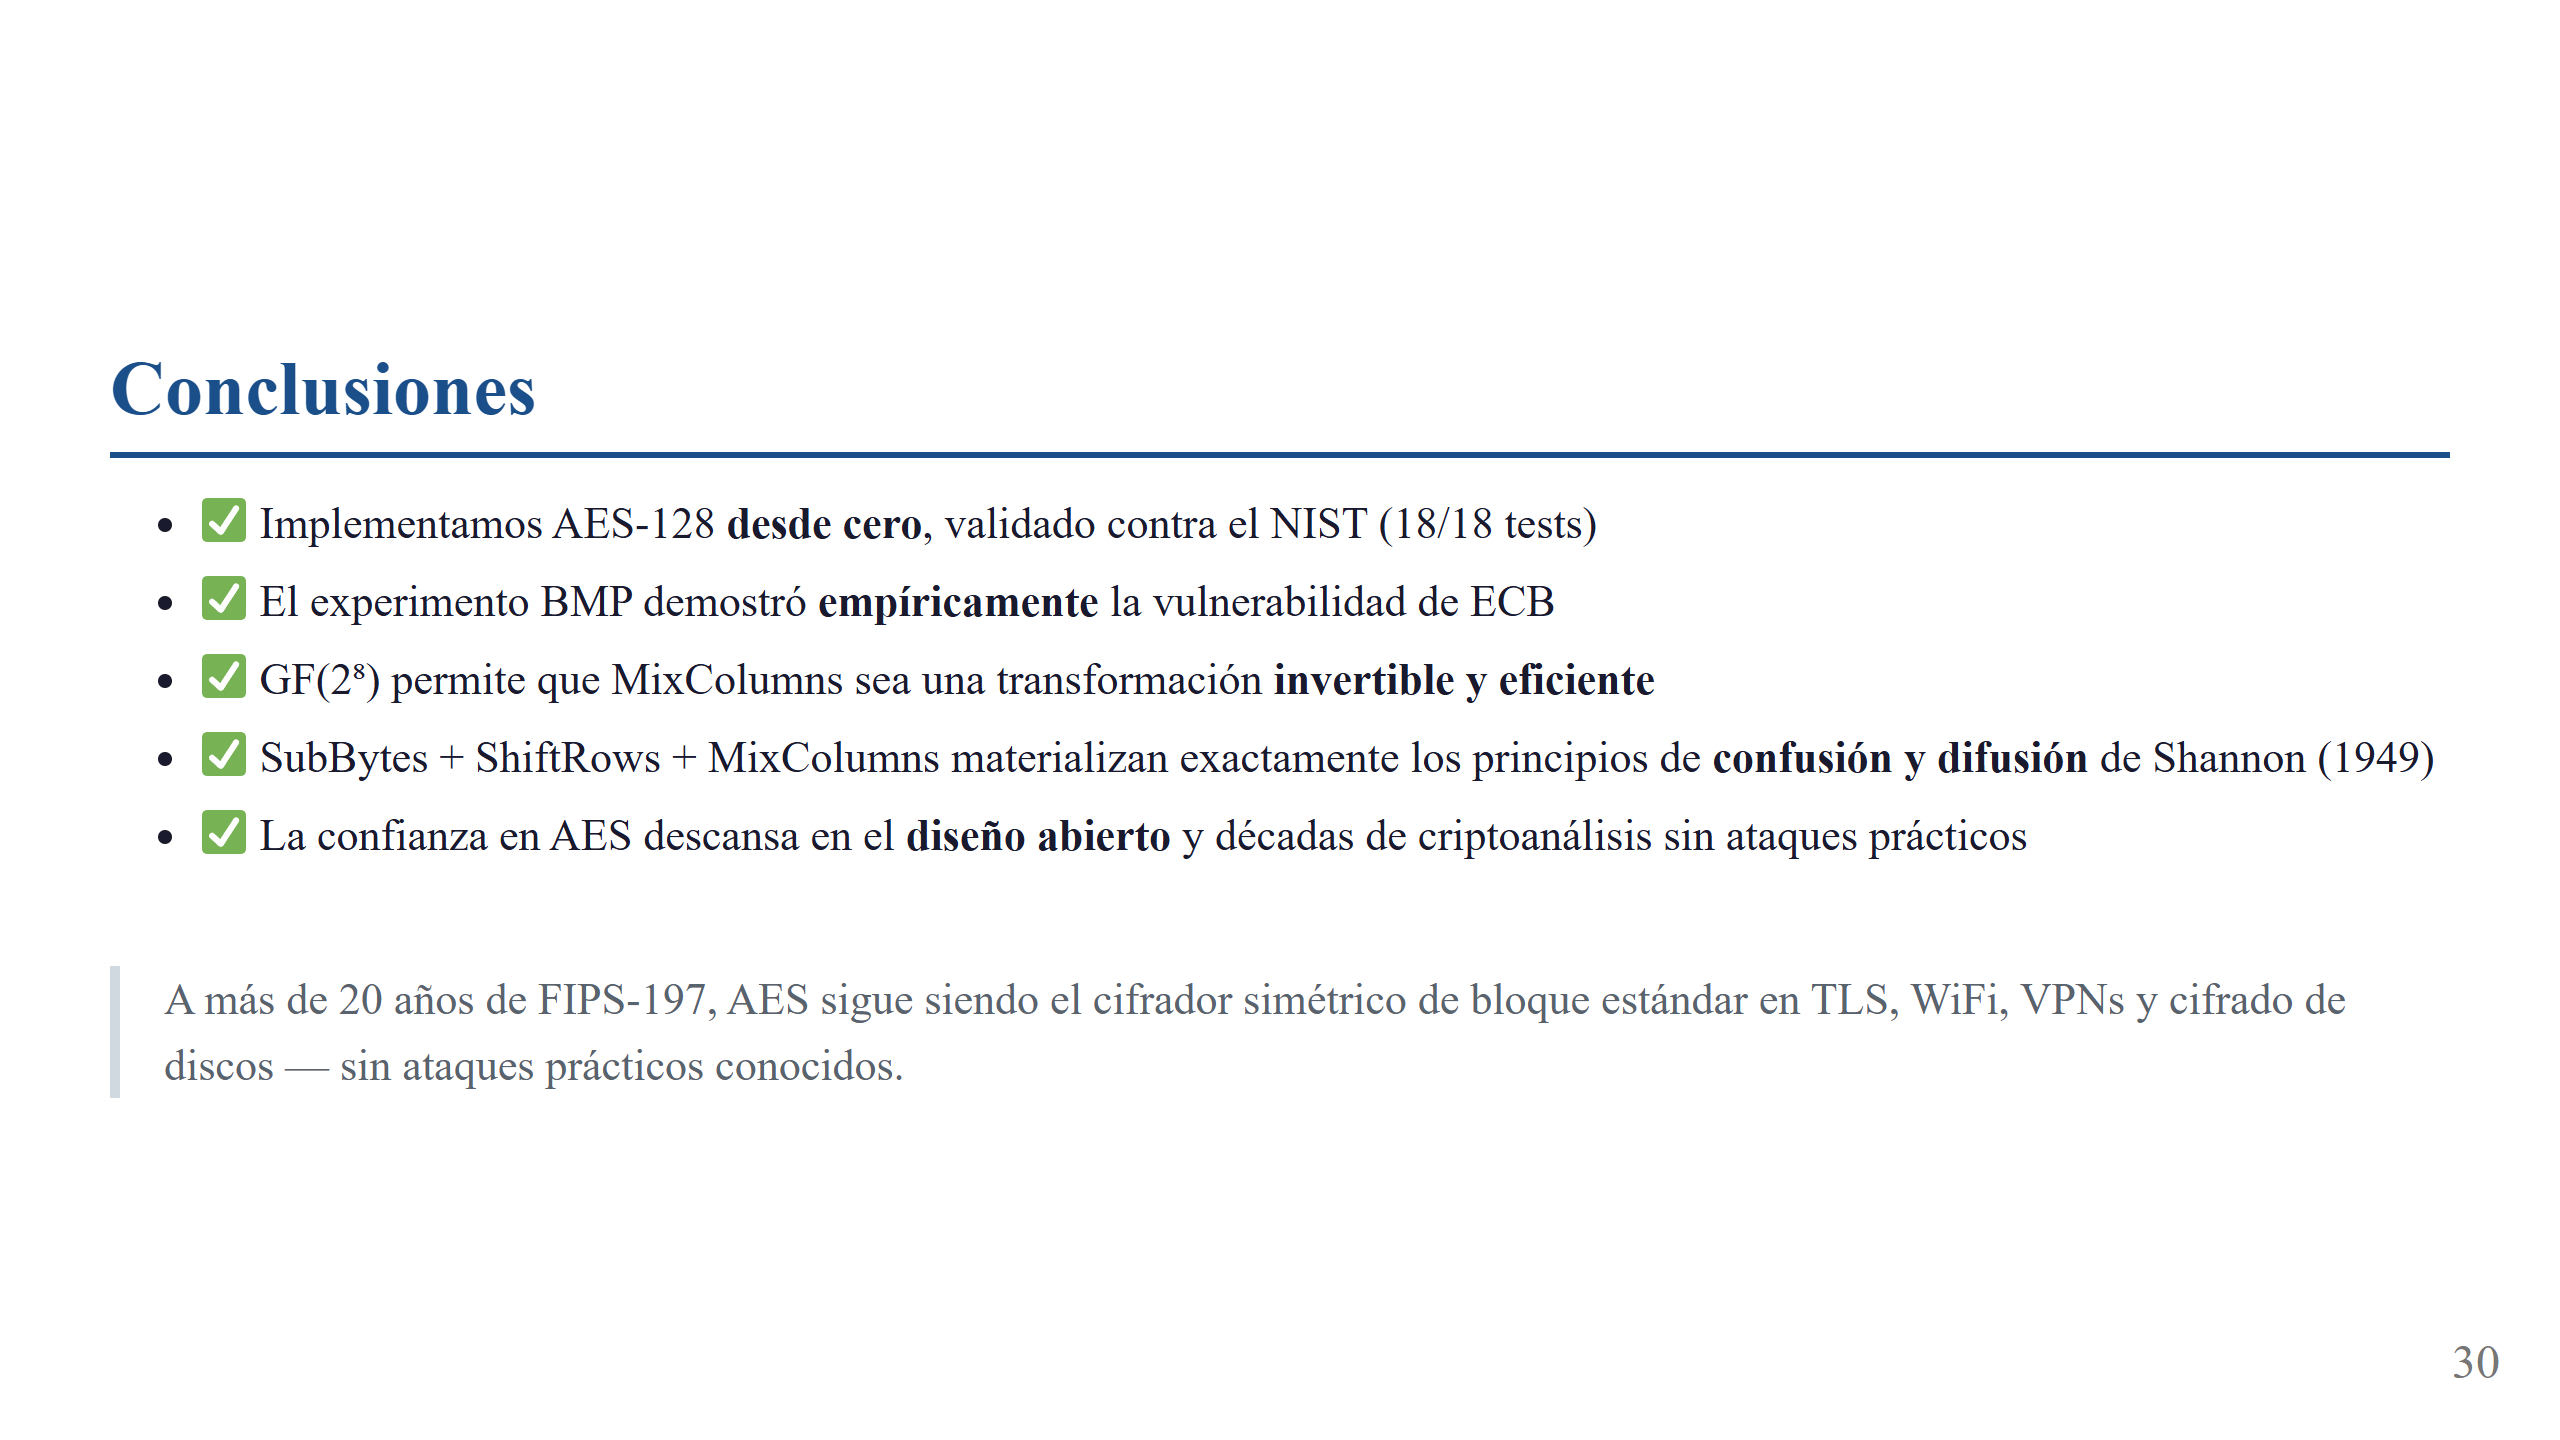 Conclusiones
• ✅ Implementamos AES-128 desde cero, validado contra el NIST (18/18 tests)
• ✅ El experimento BMP demostró empíricamente la vulnerabilidad de ECB
• ✅ GF(2⁸) permite que MixColumns sea una transformación invertible y eficiente
• ✅ SubBytes + ShiftRows + MixColumns materializan exactamente los principios de confusión y difusión de Shannon (1949)
• ✅ La confianza en AES descansa en el diseño abierto y décadas de criptoanálisis sin ataques prácticos
A más de 20 años de FIPS-197, AES sigue siendo el cifrador simétrico de bloque estándar en TLS, WiFi, VPNs y cifrado de
discos — sin ataques prácticos conocidos.
30